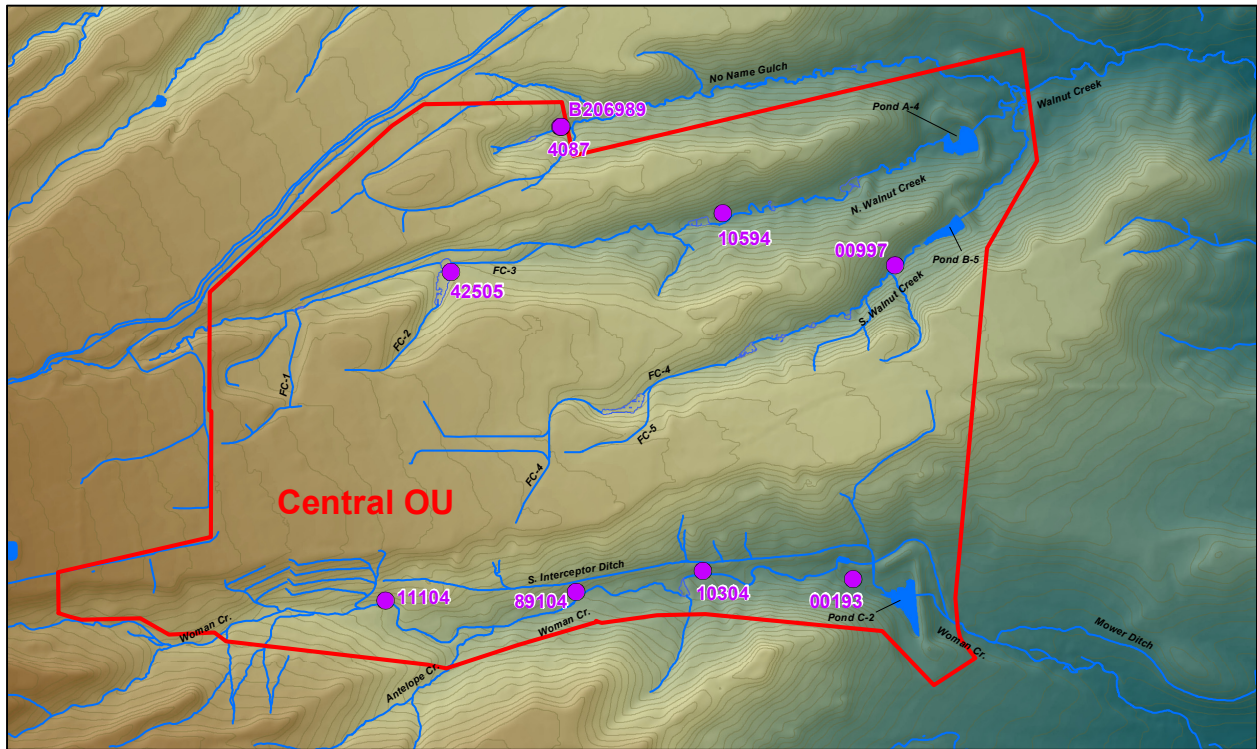 No Name Gulch
Walnut Creek
B206989
Pond A-4
4087
N. Walnut Creek
10594
00997
FC-3
Pond B-5
42505
S. Walnut Creek
FC-2
FC-1
FC-4
FC-5
FC-4
Central OU
S. Interceptor Ditch
11104
89104
10304
00193
Pond C-2
Woman Cr.
Woman Cr.
Woman Cr.
Mower Ditch
Antelope Cr.